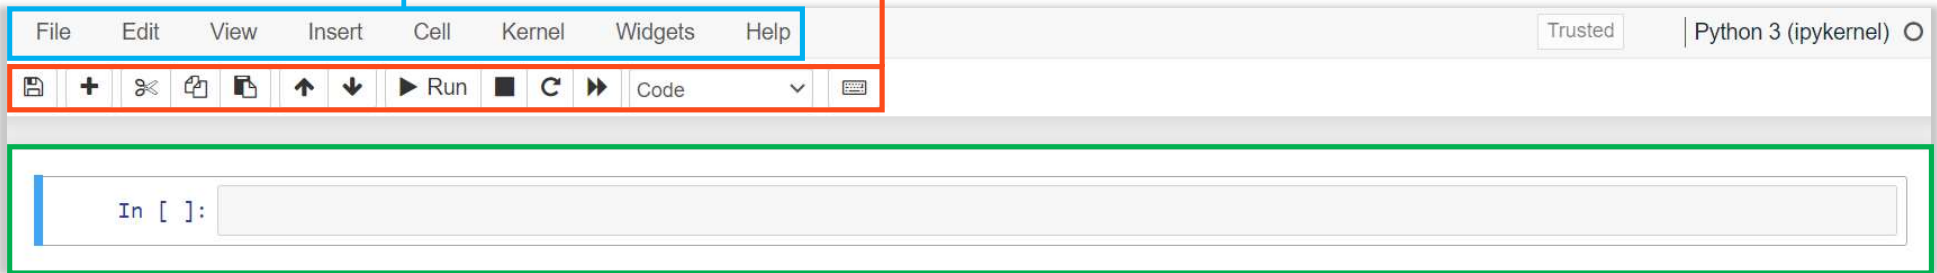 File Edit View Insert Cell Kernel Widgets Help Trusted Python 3 (ipykernel)
Run Code
In [ ]: